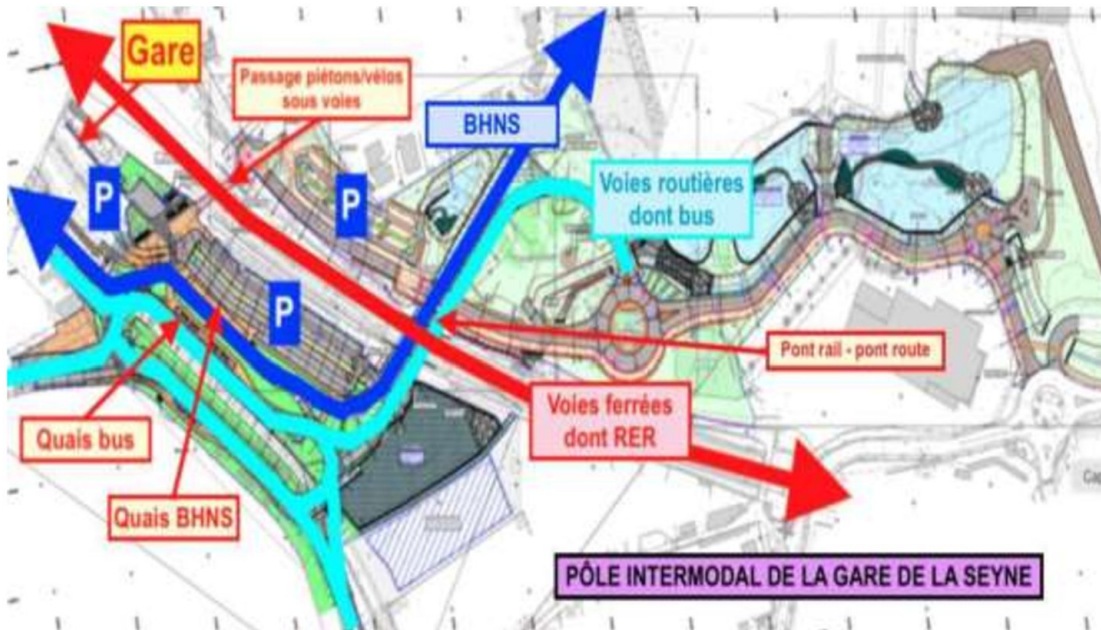 Gare
Passage piétons/vélos
sous voies
BHNS
P
P
Voies routières
dont bus
P
Pont rail - pont route
Voies ferrées
dont RER
Quais bus
Quais BHNS
PÔLE INTERMODAL DE LA GARE DE LA SEYNE